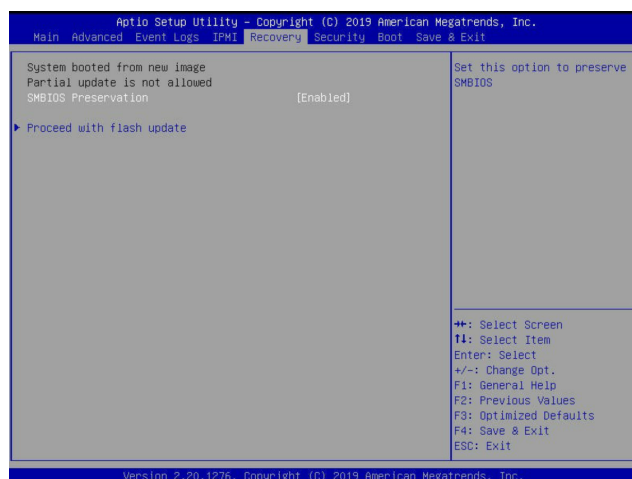 Aptio Setup Utility – Copyright (C) 2019 American Megatrends, Inc.
Main Advanced Event Logs IPMI Recovery Security Boot Save & Exit
System booted from new image
Partial update is not allowed
SMBIOS Preservation [Enabled]
Proceed with flash update
Set this option to preserve
SMBIOS
→←: Select Screen
↑↓: Select Item
Enter: Select
+/-: Change Opt.
F1: General Help
F2: Previous Values
F3: Optimized Defaults
F4: Save & Exit
ESC: Exit
Version 2.20.1276. Copyright (C) 2019 American Megatrends, Inc.